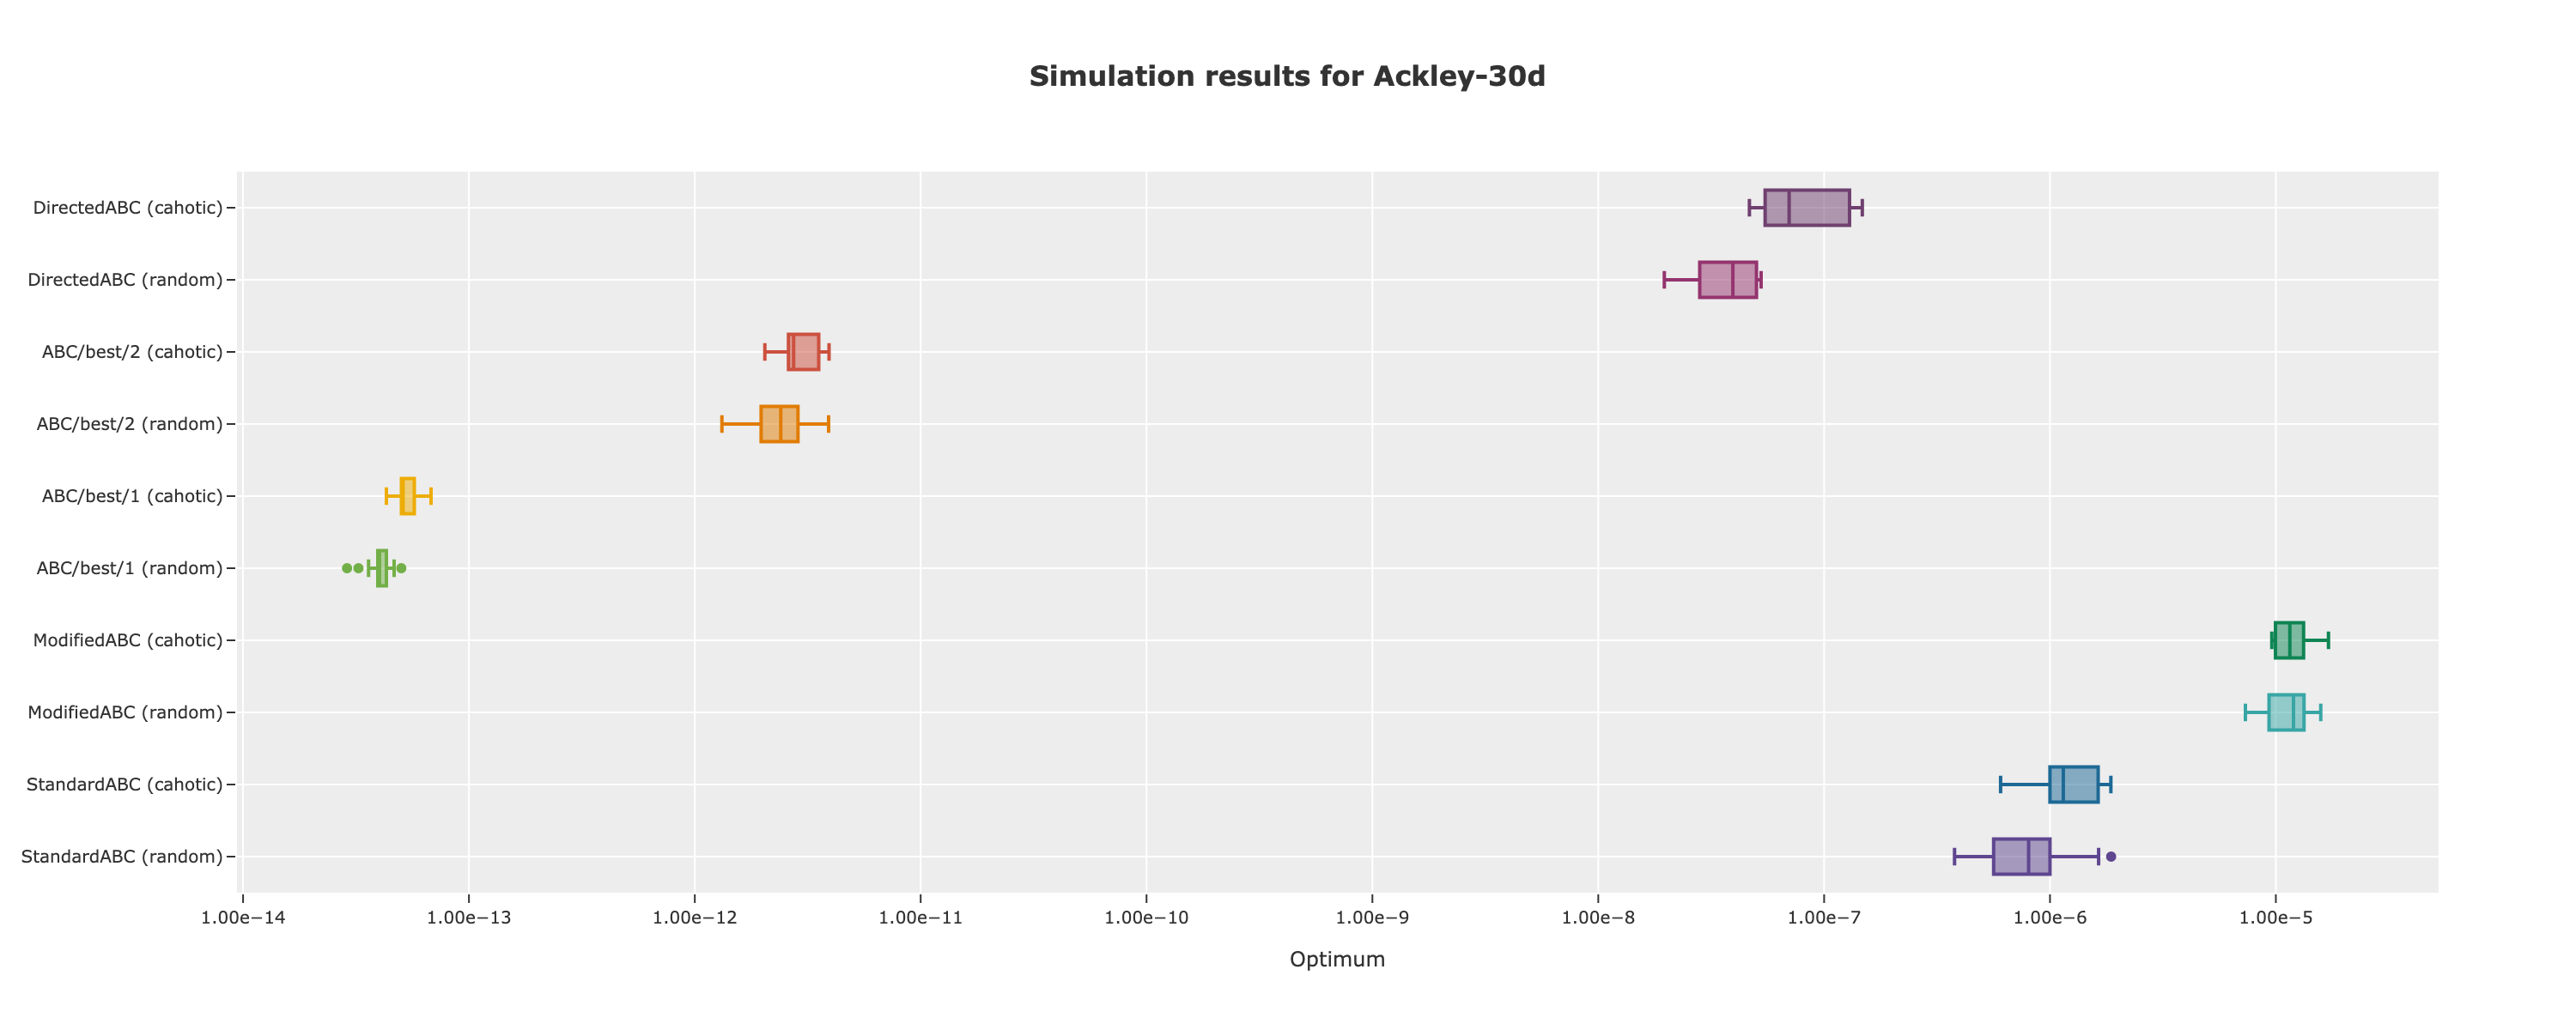 Simulation results for Ackley-30d
DirectedABC (cahotic)
DirectedABC (random)
ABC/best/2 (cahotic)
ABC/best/2 (random)
ABC/best/1 (cahotic)
ABC/best/1 (random)
ModifiedABC (cahotic)
ModifiedABC (random)
StandardABC (cahotic)
StandardABC (random)
1.00e−14 1.00e−13 1.00e−12 1.00e−11 1.00e−10 1.00e−9 1.00e−8 1.00e−7 1.00e−6 1.00e−5
Optimum